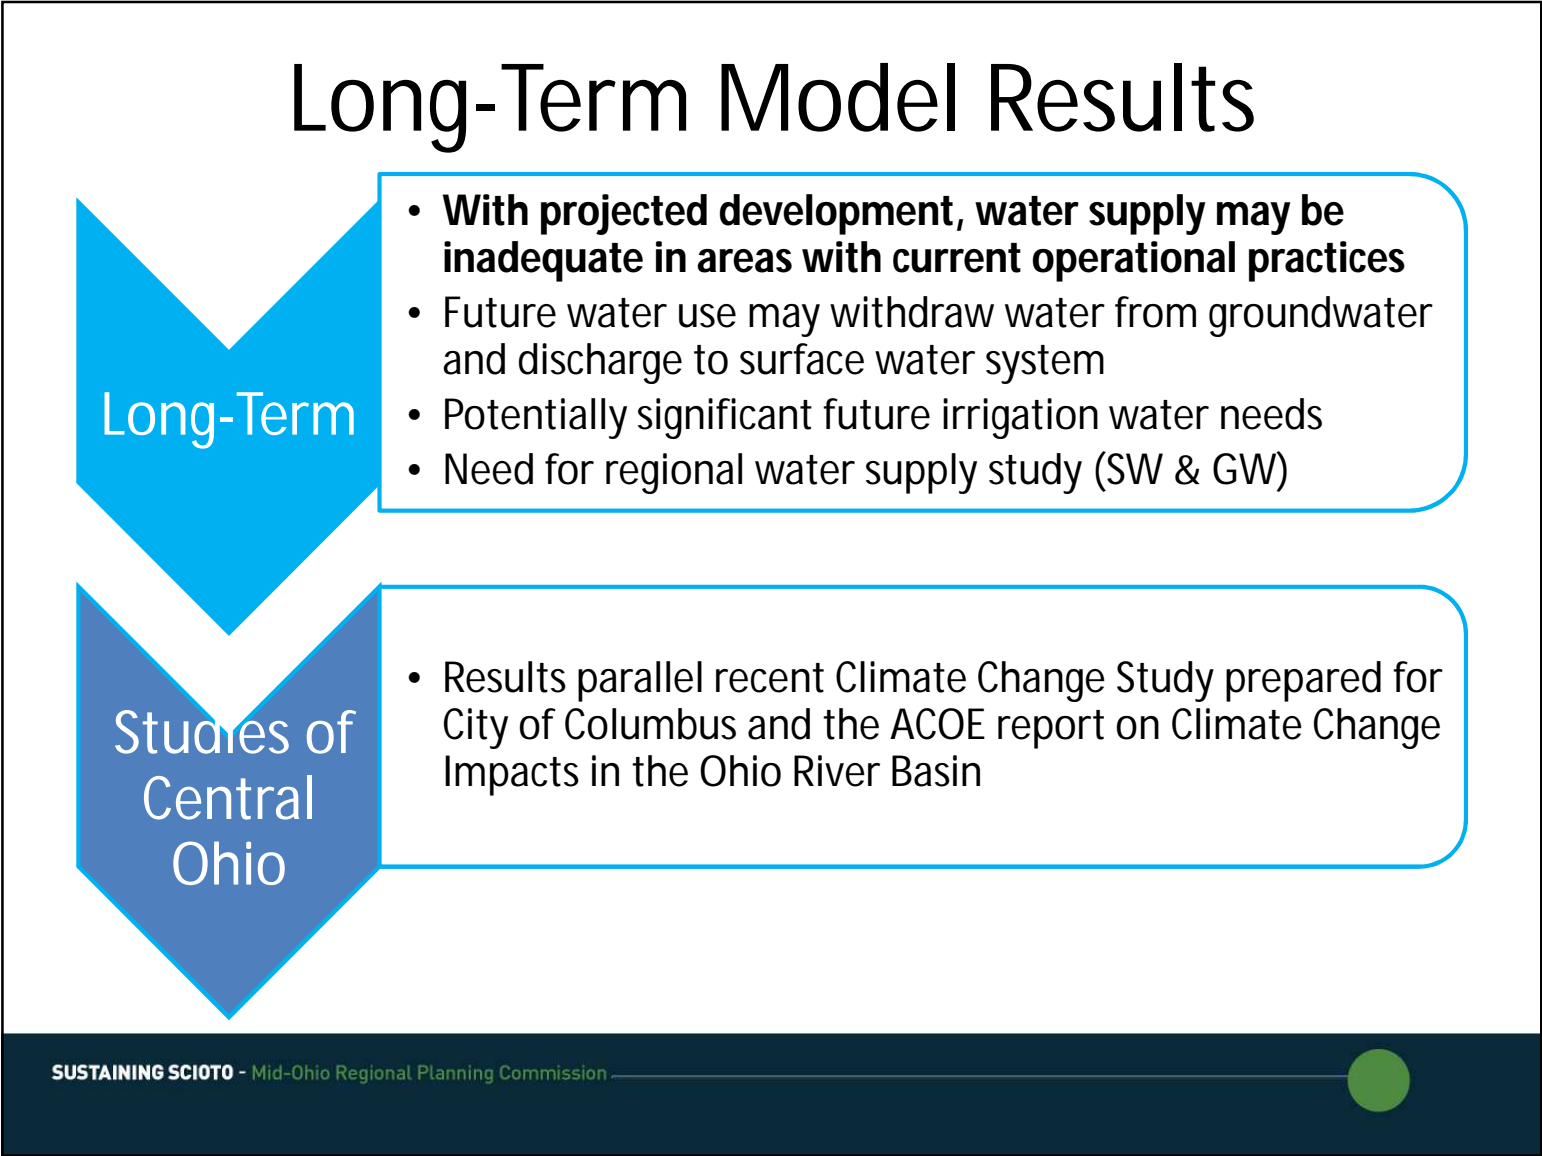 Long-Term Model Results
Long-Term
• With projected development, water supply may be
inadequate in areas with current operational practices
• Future water use may withdraw water from groundwater
and discharge to surface water system
• Potentially significant future irrigation water needs
• Need for regional water supply study (SW & GW)
Studies of
Central
Ohio
• Results parallel recent Climate Change Study prepared for
City of Columbus and the ACOE report on Climate Change
Impacts in the Ohio River Basin
SUSTAINING SCIOTO - Mid-Ohio Regional Planning Commission